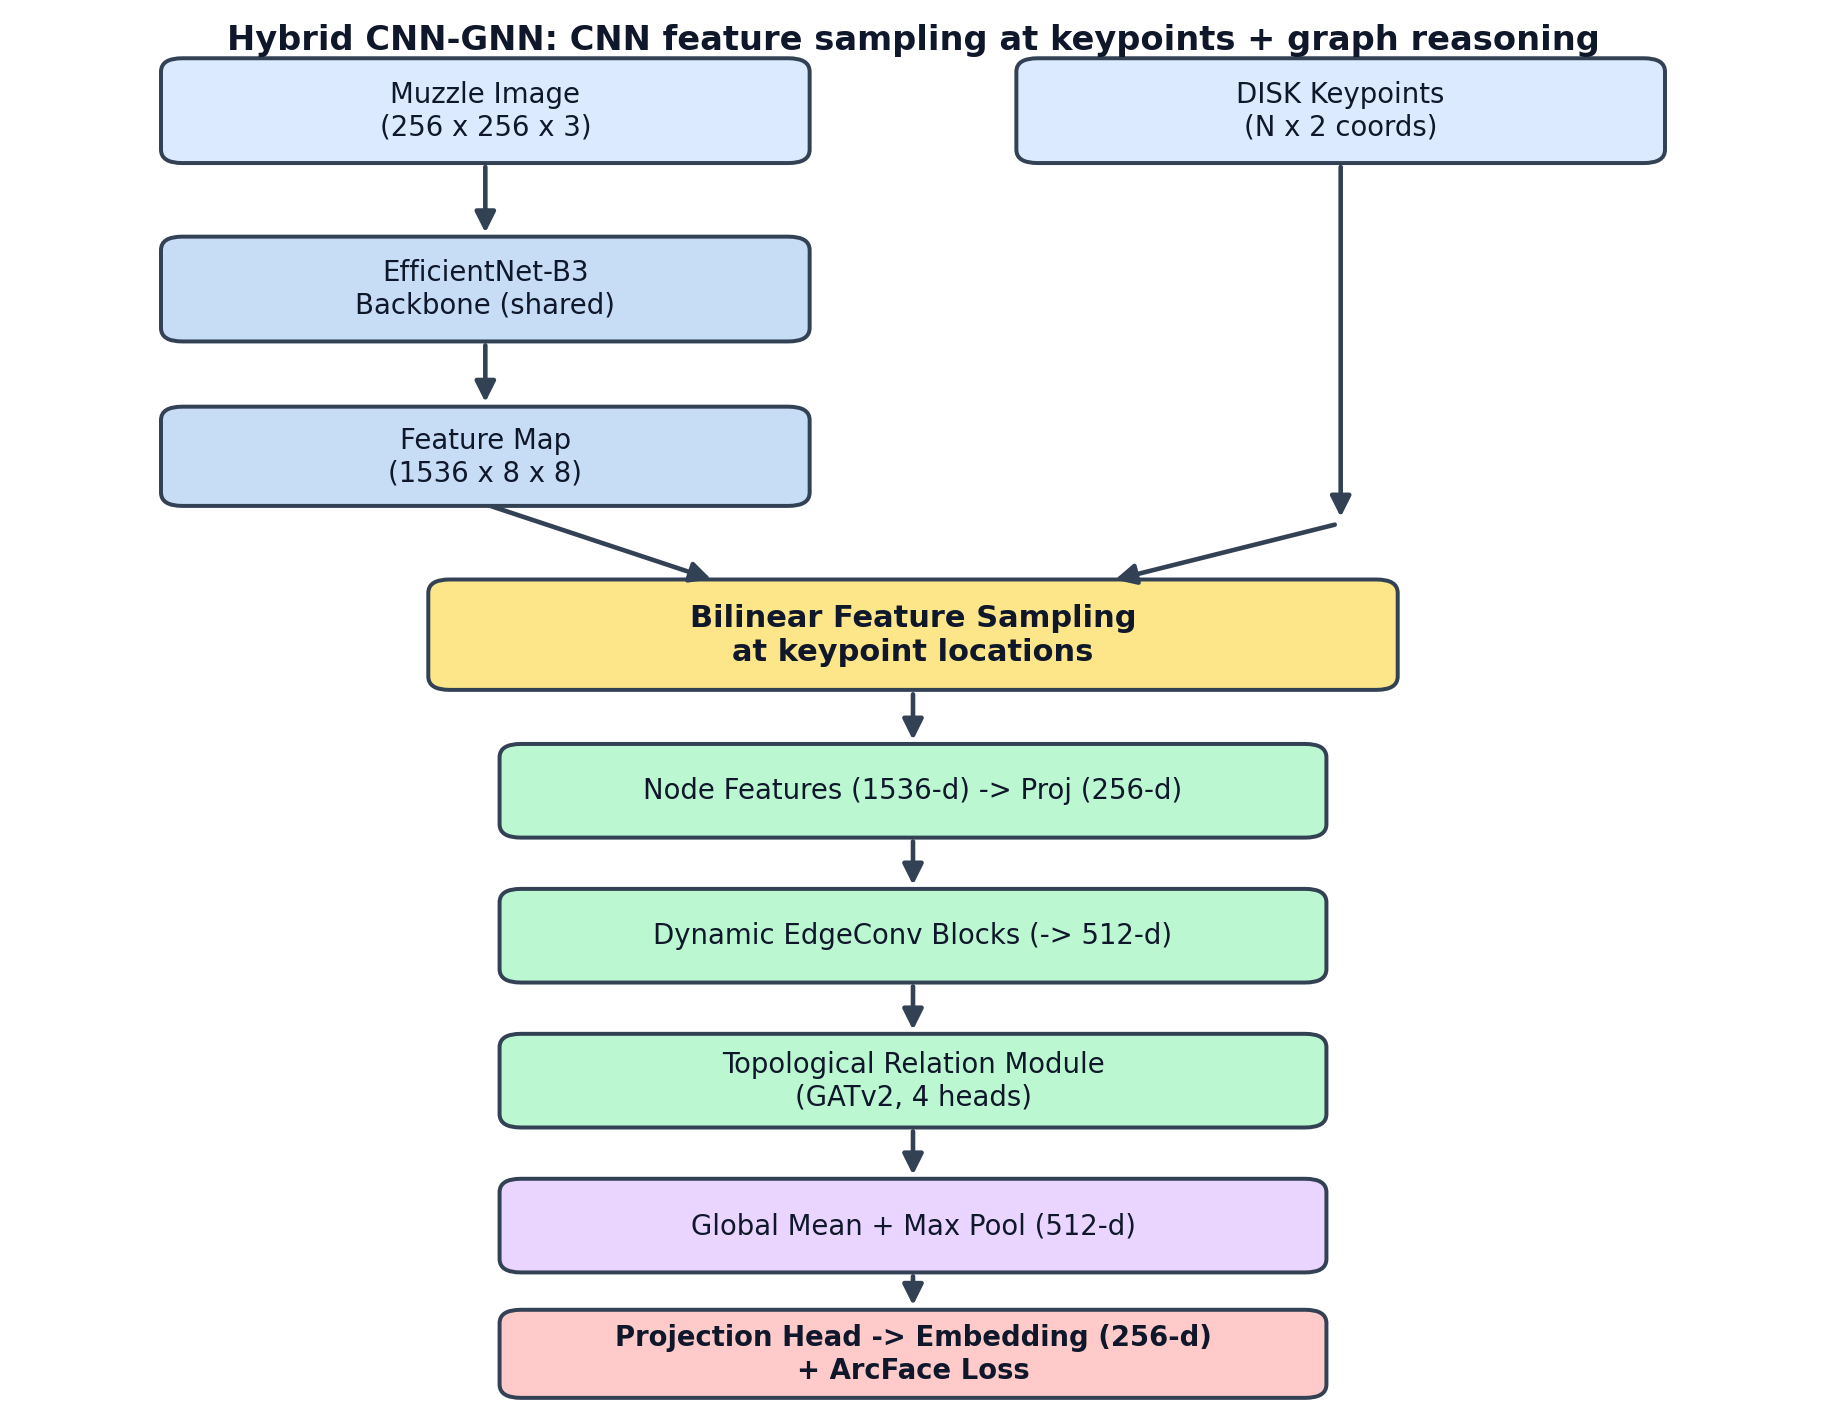 Hybrid CNN-GNN: CNN feature sampling at keypoints + graph reasoning
Muzzle Image
(256 x 256 x 3)
DISK Keypoints
(N x 2 coords)
EfficientNet-B3
Backbone (shared)
Feature Map
(1536 x 8 x 8)
Bilinear Feature Sampling
at keypoint locations
Node Features (1536-d) -> Proj (256-d)
Dynamic EdgeConv Blocks (-> 512-d)
Topological Relation Module
(GATv2, 4 heads)
Global Mean + Max Pool (512-d)
Projection Head -> Embedding (256-d)
+ ArcFace Loss